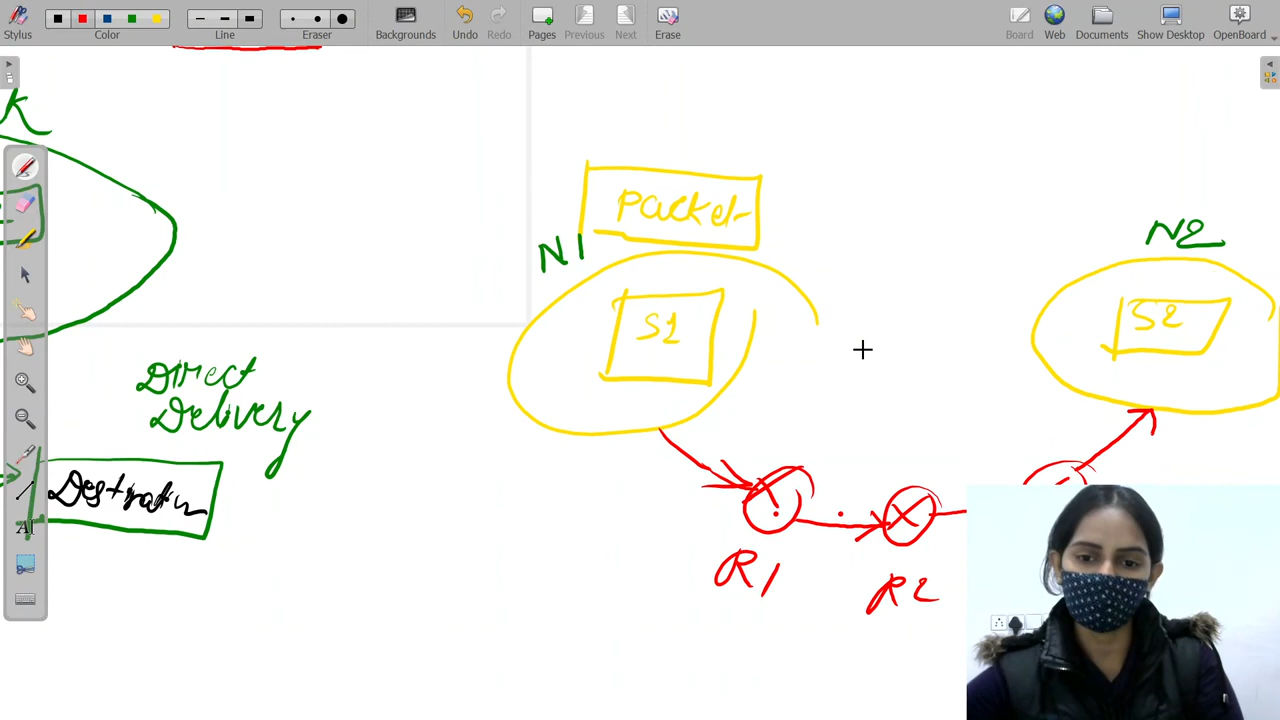 Stylus
Color
Line
Eraser
Backgrounds
Undo
Redo
Pages
Previous
Next
Erase
Board
Web
Documents
Show Desktop
OpenBoard
K
Packet
N1
N2
S1
S2
Direct
Delivery
Destination
R1
R2